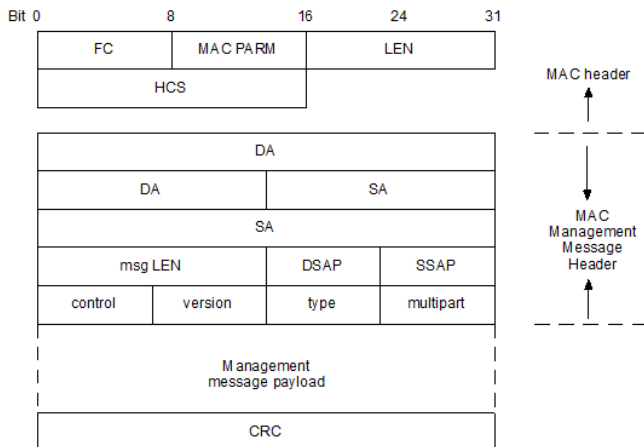 Bit 0 8 16 24 31
FC MAC PARM LEN
HCS
MAC header
DA
DA SA
SA
MAC
Management
Message
Header
msg LEN DSAP SSAP
control version type multipart
Management
message payload
CRC